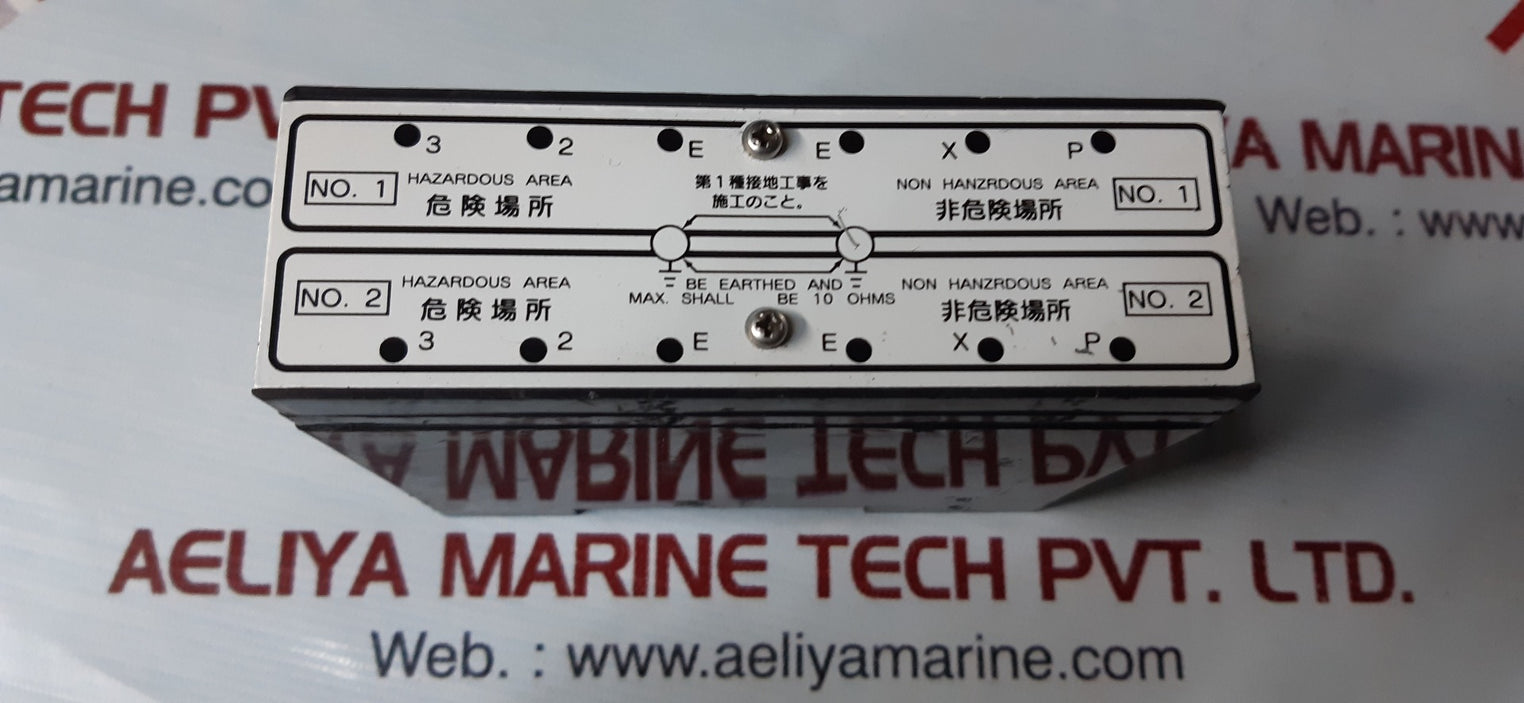 TECH PV
A MARIN
amarine.co
Web. : www
3 2 E E X P
NO. 1 HAZARDOUS AREA 第1種接地工事を NON HANZRDOUS AREA NO. 1
危険場所 施工のこと。 非危険場所
NO. 2 HAZARDOUS AREA BE EARTHED AND NON HANZRDOUS AREA NO. 2
危険場所 MAX. SHALL BE 10 OHMS 非危険場所
3 2 E E X P
A MARINE TECH PVT
AELIYA MARINE TECH PVT. LTD.
Web. : www.aeliyamarine.com